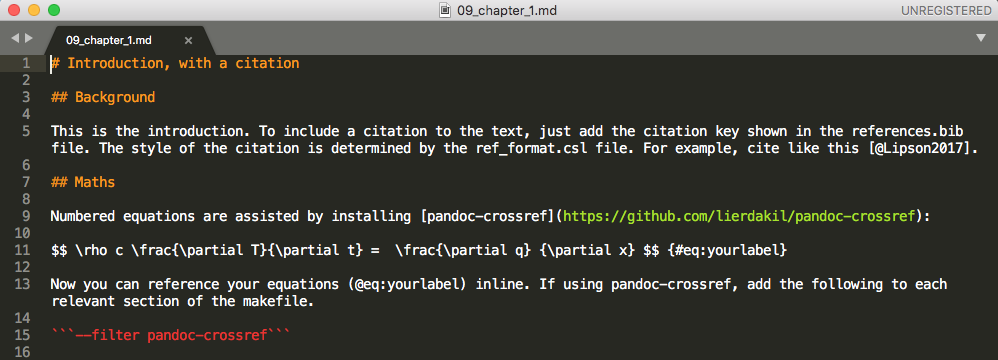 09_chapter_1.md
UNREGISTERED
09_chapter_1.md ×
1 # Introduction, with a citation
2
3 ## Background
4
5 This is the introduction. To include a citation to the text, just add the citation key shown in the references.bib
file. The style of the citation is determined by the ref_format.csl file. For example, cite like this [@Lipson2017].
6
7 ## Maths
8
9 Numbered equations are assisted by installing [pandoc-crossref](https://github.com/lierdakil/pandoc-crossref):
10
11 $$ \rho c \frac{\partial T}{\partial t} =  \frac{\partial q} {\partial x} $$ {#eq:yourlabel}
12
13 Now you can reference your equations (@eq:yourlabel) inline. If using pandoc-crossref, add the following to each
relevant section of the makefile.
14
15 ```--filter pandoc-crossref```
16